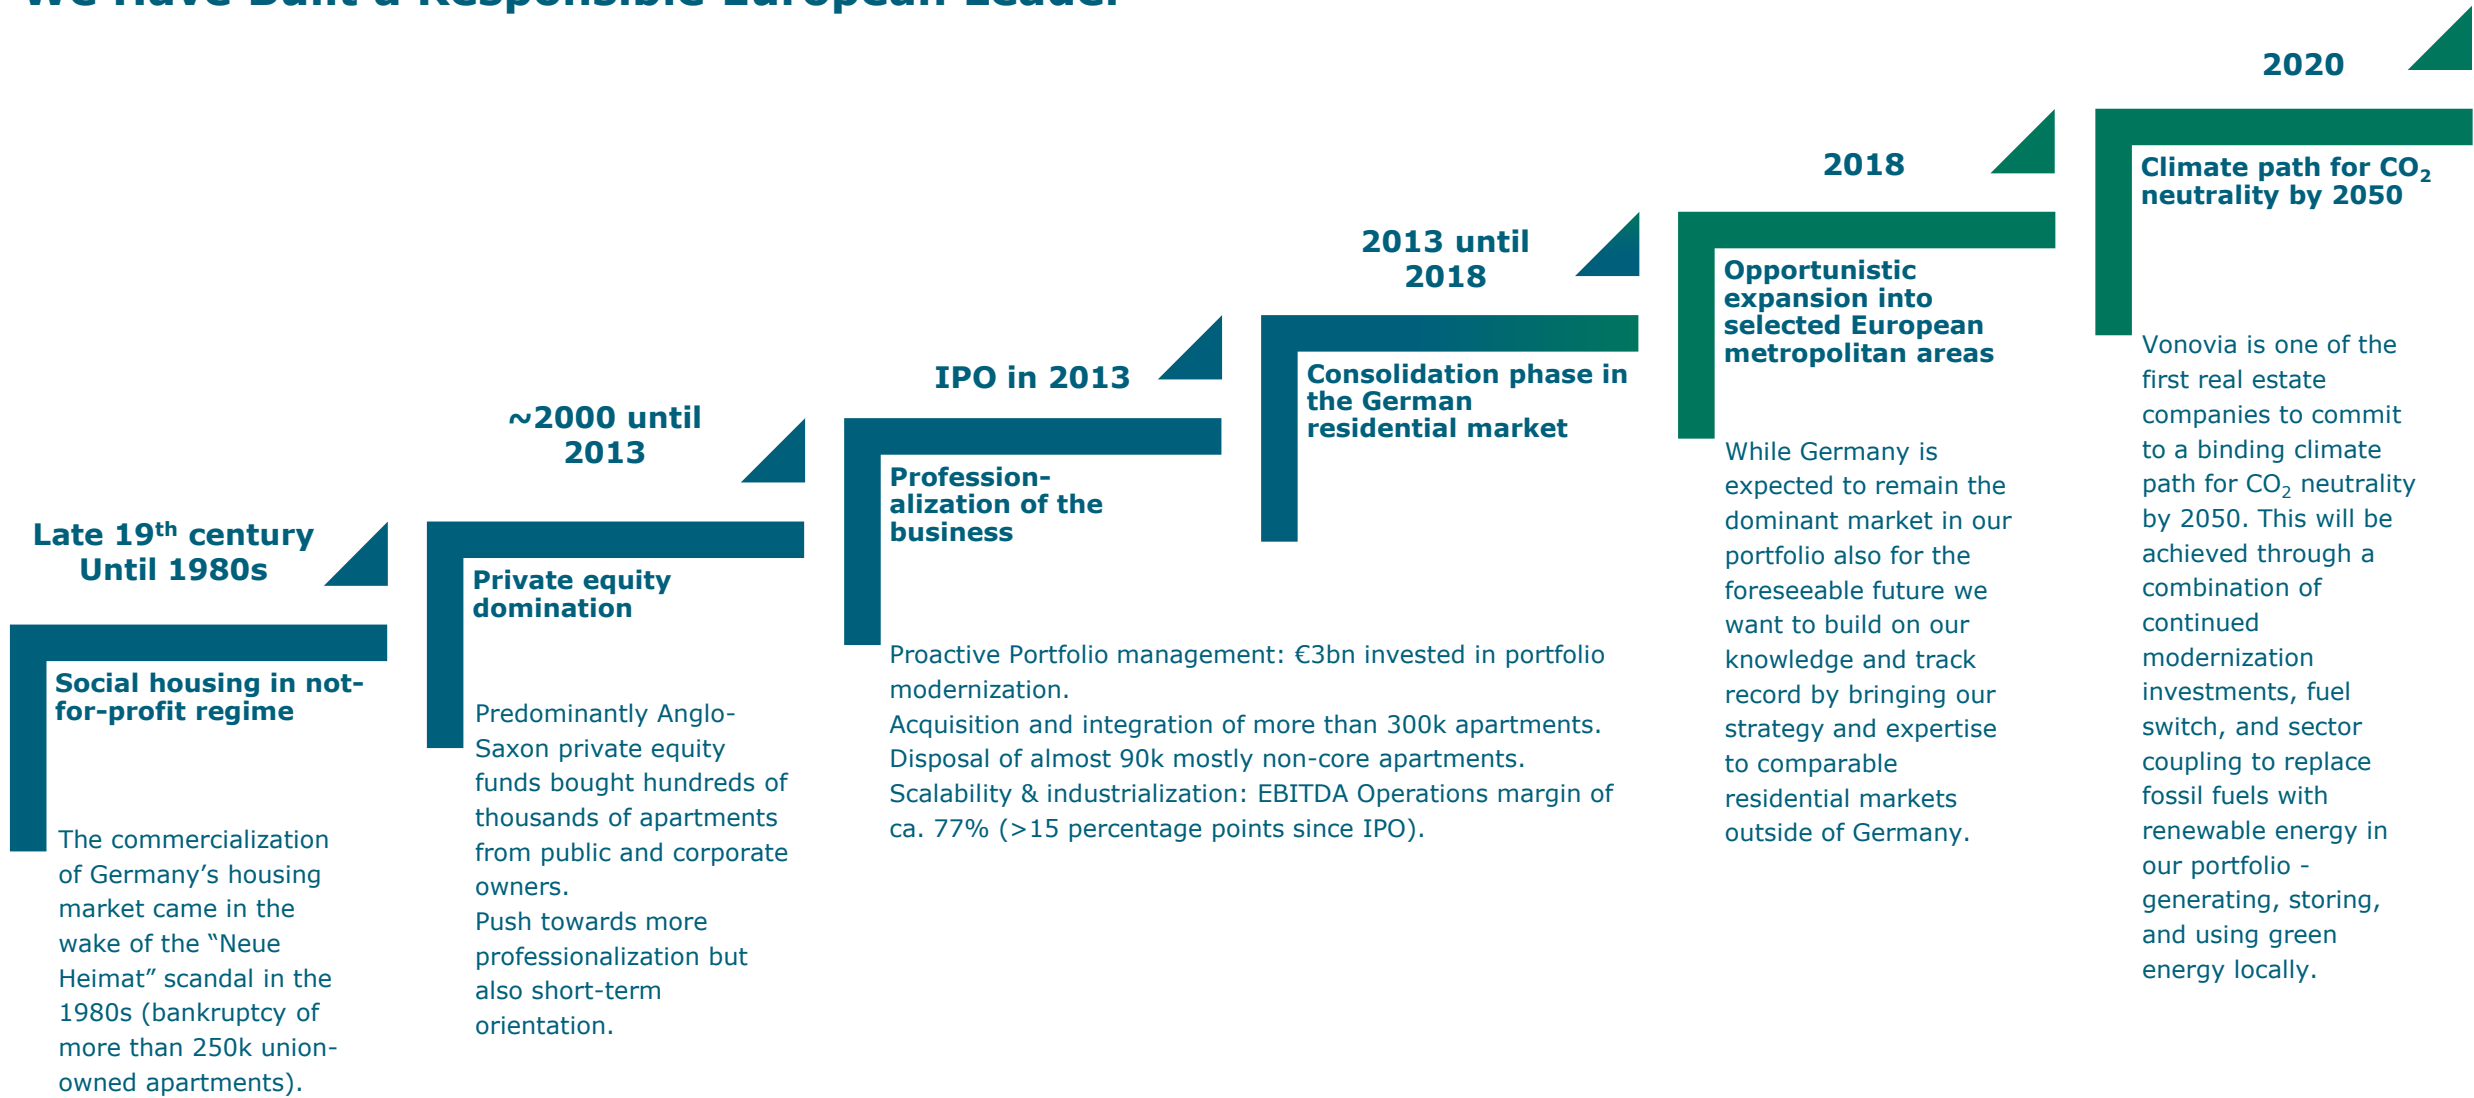 We Have Built a Responsible European Leader
Late 19th century
Until 1980s
Social housing in not-
for-profit regime
The commercialization
of Germany’s housing
market came in the
wake of the “Neue
Heimat” scandal in the
1980s (bankruptcy of
more than 250k union-
owned apartments).
~2000 until
2013
Private equity
domination
Predominantly Anglo-
Saxon private equity
funds bought hundreds of
thousands of apartments
from public and corporate
owners.
Push towards more
professionalization but
also short-term
orientation.
IPO in 2013
Profession-
alization of the
business
2013 until
2018
Consolidation phase in
the German
residential market
Proactive Portfolio management: €3bn invested in portfolio
modernization.
Acquisition and integration of more than 300k apartments.
Disposal of almost 90k mostly non-core apartments.
Scalability & industrialization: EBITDA Operations margin of
ca. 77% (>15 percentage points since IPO).
2018
Opportunistic
expansion into
selected European
metropolitan areas
While Germany is
expected to remain the
dominant market in our
portfolio also for the
foreseeable future we
want to build on our
knowledge and track
record by bringing our
strategy and expertise
to comparable
residential markets
outside of Germany.
2020
Climate path for CO₂
neutrality by 2050
Vonovia is one of the
first real estate
companies to commit
to a binding climate
path for CO₂ neutrality
by 2050. This will be
achieved through a
combination of
continued
modernization
investments, fuel
switch, and sector
coupling to replace
fossil fuels with
renewable energy in
our portfolio -
generating, storing,
and using green
energy locally.